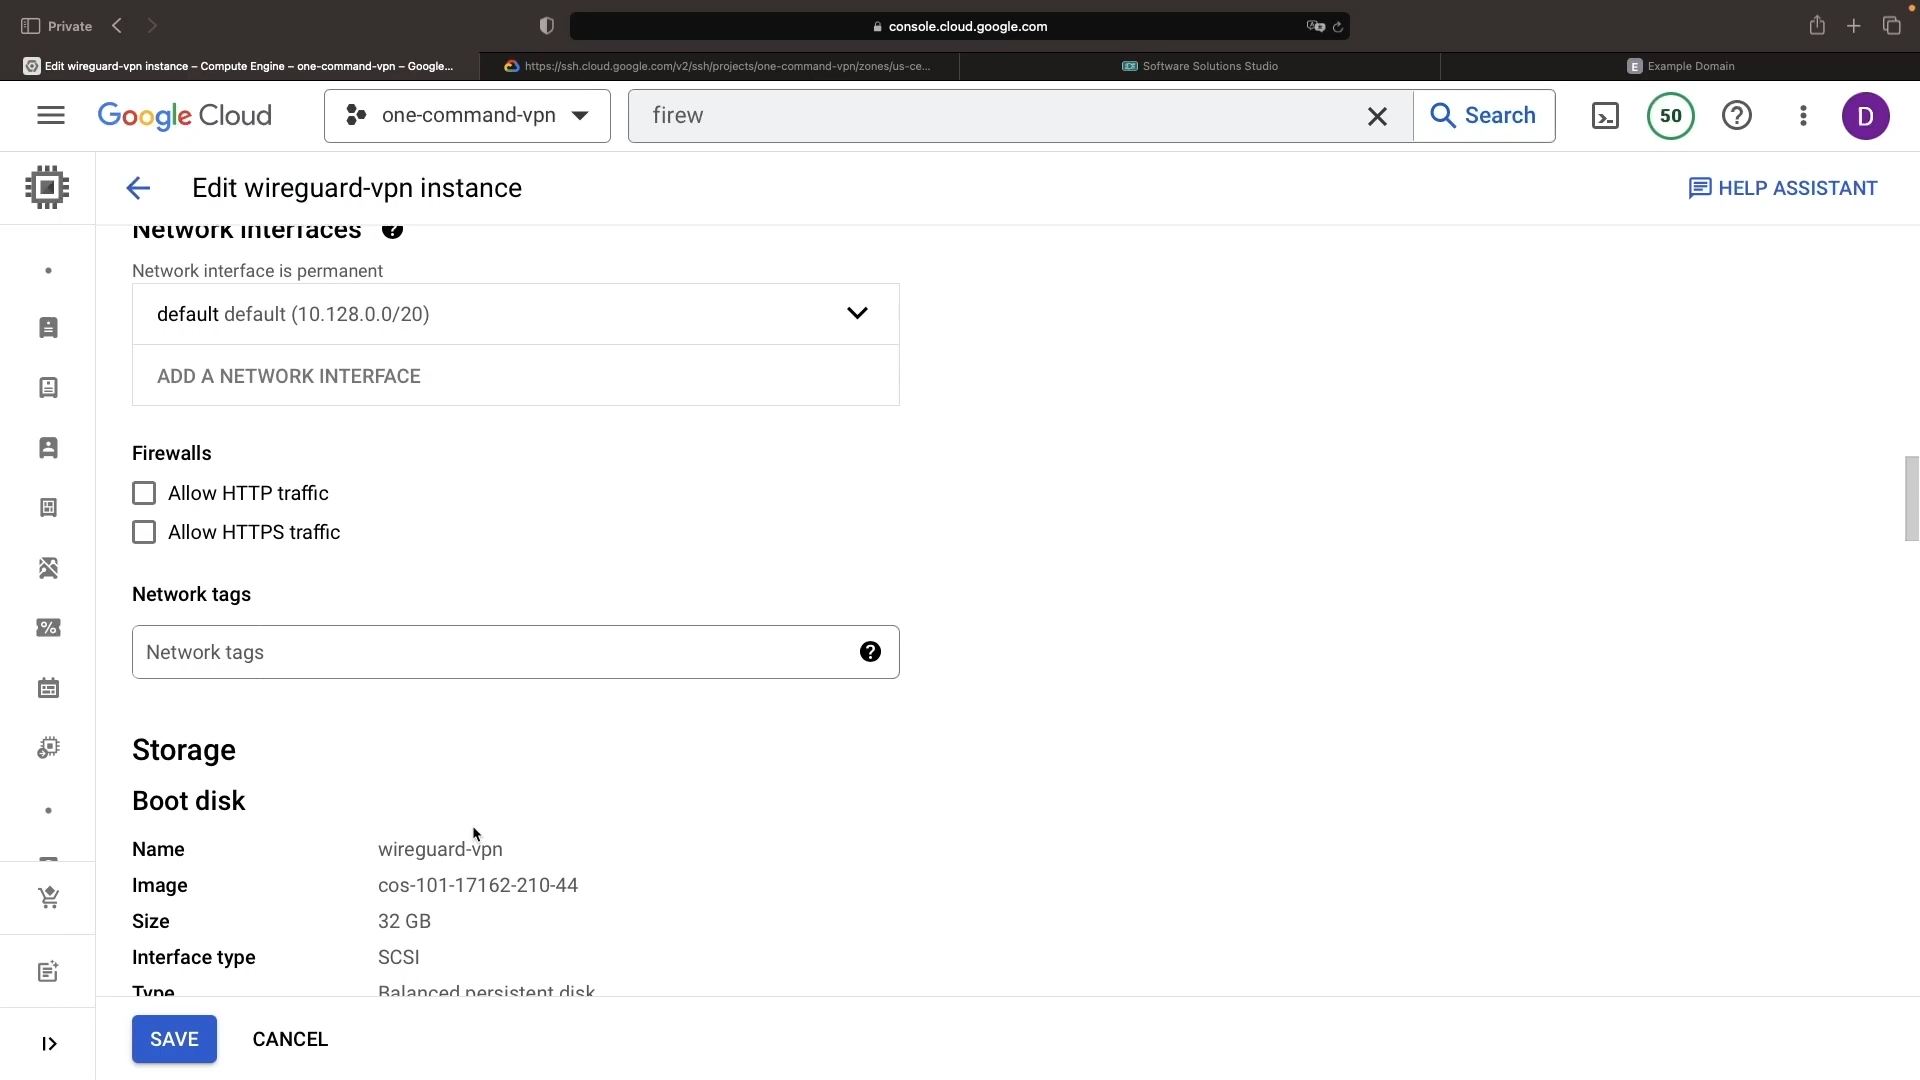 Private
console.cloud.google.com
Edit wireguard-vpn instance – Compute Engine – one-command-vpn – Google...
https://ssh.cloud.google.com/v2/ssh/projects/one-command-vpn/zones/us-ce...
Software Solutions Studio
E Example Domain
Google Cloud
one-command-vpn
firew
Search
50
D
Edit wireguard-vpn instance
HELP ASSISTANT
Network interfaces
Network interface is permanent
default default (10.128.0.0/20)
ADD A NETWORK INTERFACE
Firewalls
Allow HTTP traffic
Allow HTTPS traffic
Network tags
Network tags
Storage
Boot disk
Name wireguard-vpn
Image cos-101-17162-210-44
Size 32 GB
Interface type SCSI
Type Balanced persistent disk
SAVE CANCEL